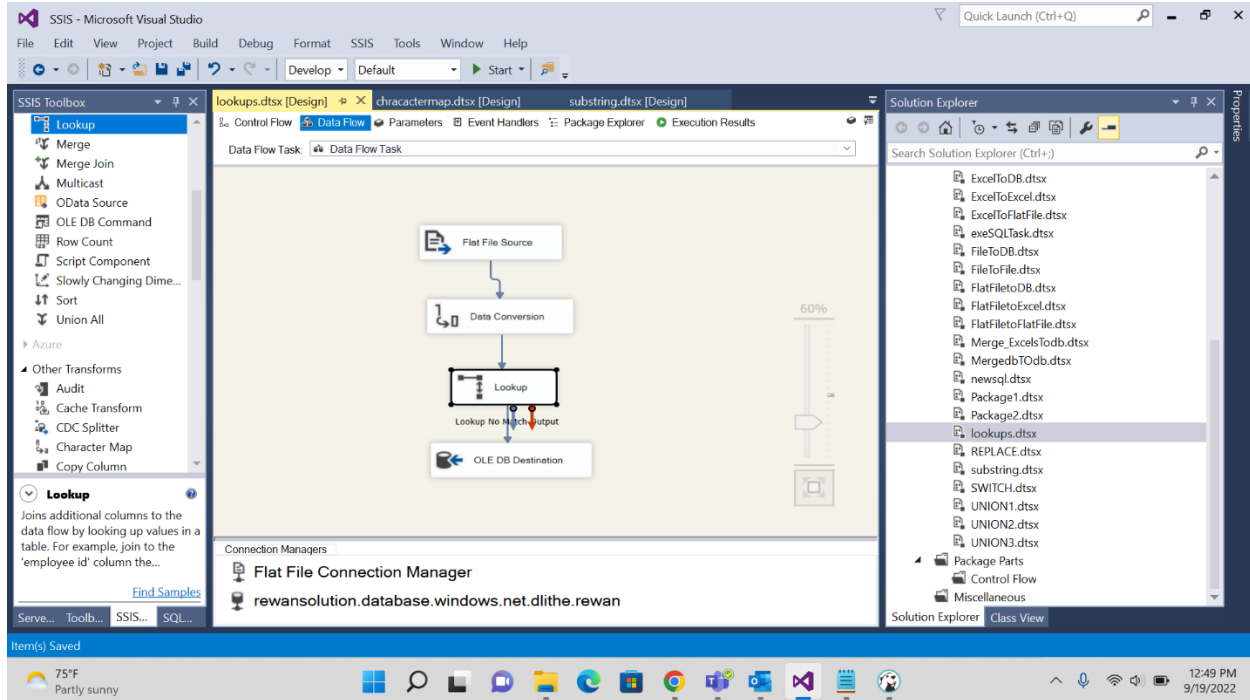 SSIS - Microsoft Visual Studio
Quick Launch (Ctrl+Q)
File Edit View Project Build Debug Format SSIS Tools Window Help
Develop Default Start
SSIS Toolbox
Lookup
Merge
Merge Join
Multicast
OData Source
OLE DB Command
Row Count
Script Component
Slowly Changing Dime...
Sort
Union All
Azure
Other Transforms
Audit
Cache Transform
CDC Splitter
Character Map
Copy Column
Lookup
Joins additional columns to the
data flow by looking up values in a
table. For example, join to the
'employee id' column the...
Find Samples
Serve... Toolb... SSIS... SQL...
lookups.dtsx [Design] chracactermap.dtsx [Design] substring.dtsx [Design]
Control Flow Data Flow Parameters Event Handlers Package Explorer Execution Results
Data Flow Task: Data Flow Task
Flat File Source
Data Conversion
Lookup
Lookup No Match Output
OLE DB Destination
60%
Connection Managers
Flat File Connection Manager
rewansolution.database.windows.net.dlithe.rewan
Solution Explorer
Search Solution Explorer (Ctrl+;)
ExcelToDB.dtsx
ExcelToExcel.dtsx
ExcelToFlatFile.dtsx
exeSQLTask.dtsx
FileToDB.dtsx
FileToFile.dtsx
FlatFiletoDB.dtsx
FlatFiletoExcel.dtsx
FlatFiletoFlatFile.dtsx
Merge_ExcelsTodb.dtsx
MergedbTOdb.dtsx
newsql.dtsx
Package1.dtsx
Package2.dtsx
lookups.dtsx
REPLACE.dtsx
substring.dtsx
SWITCH.dtsx
UNION1.dtsx
UNION2.dtsx
UNION3.dtsx
Package Parts
Control Flow
Miscellaneous
Solution Explorer Class View
Properties
Item(s) Saved
75°F
Partly sunny
12:49 PM
9/19/2022